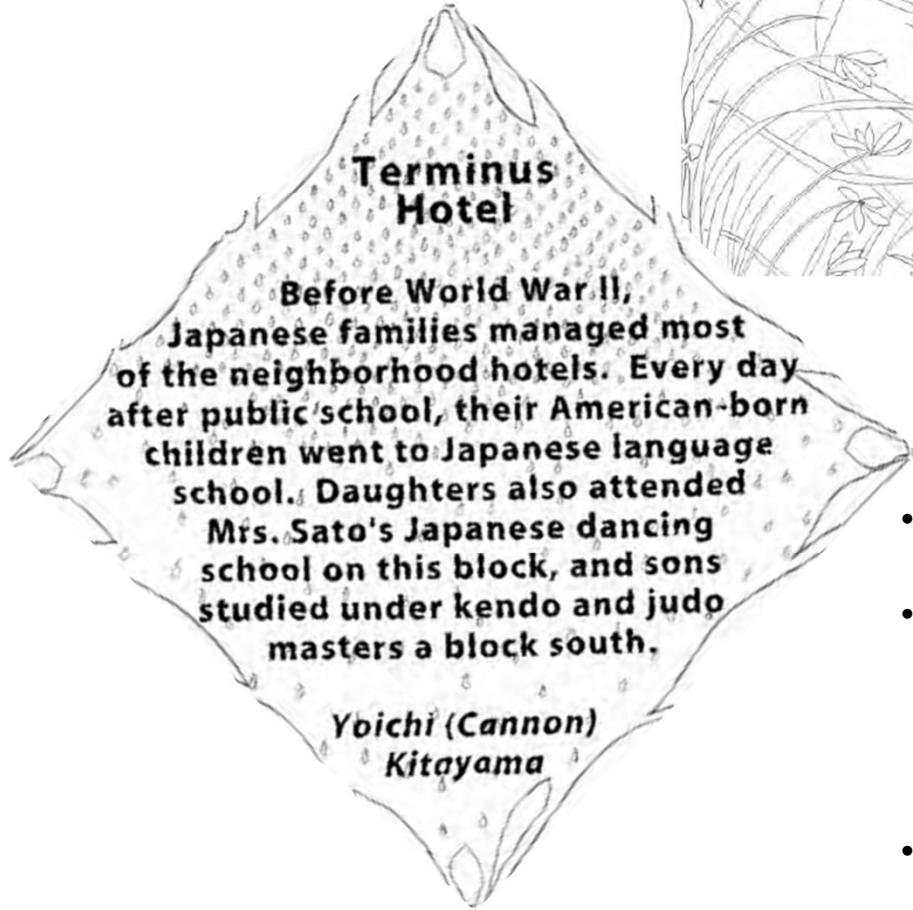 Terminus
Hotel
Before World War II,
Japanese families managed most
of the neighborhood hotels. Every day
after public school, their American-born
children went to Japanese language
school. Daughters also attended
Mrs. Sato's Japanese dancing
school on this block, and sons
studied under kendo and judo
masters a block south.
Yoichi (Cannon)
Kitayama